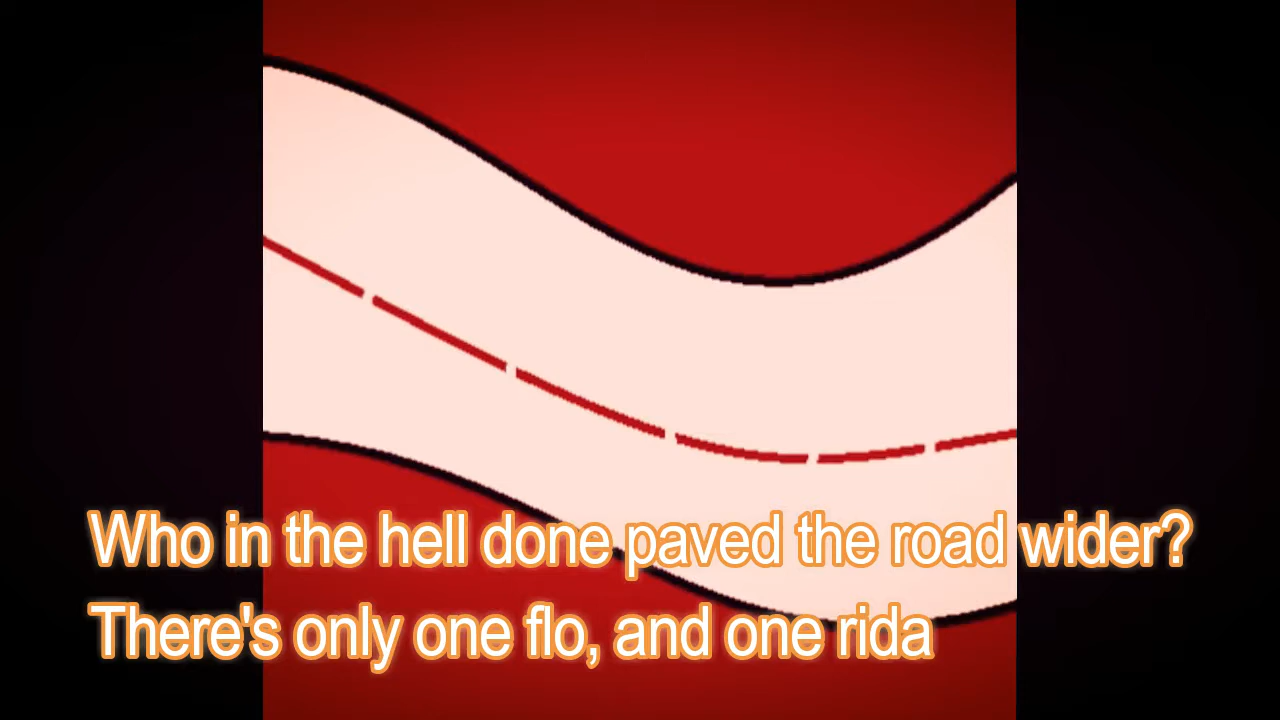 Who in the hell done paved the road wider?
There's only one flo, and one rida